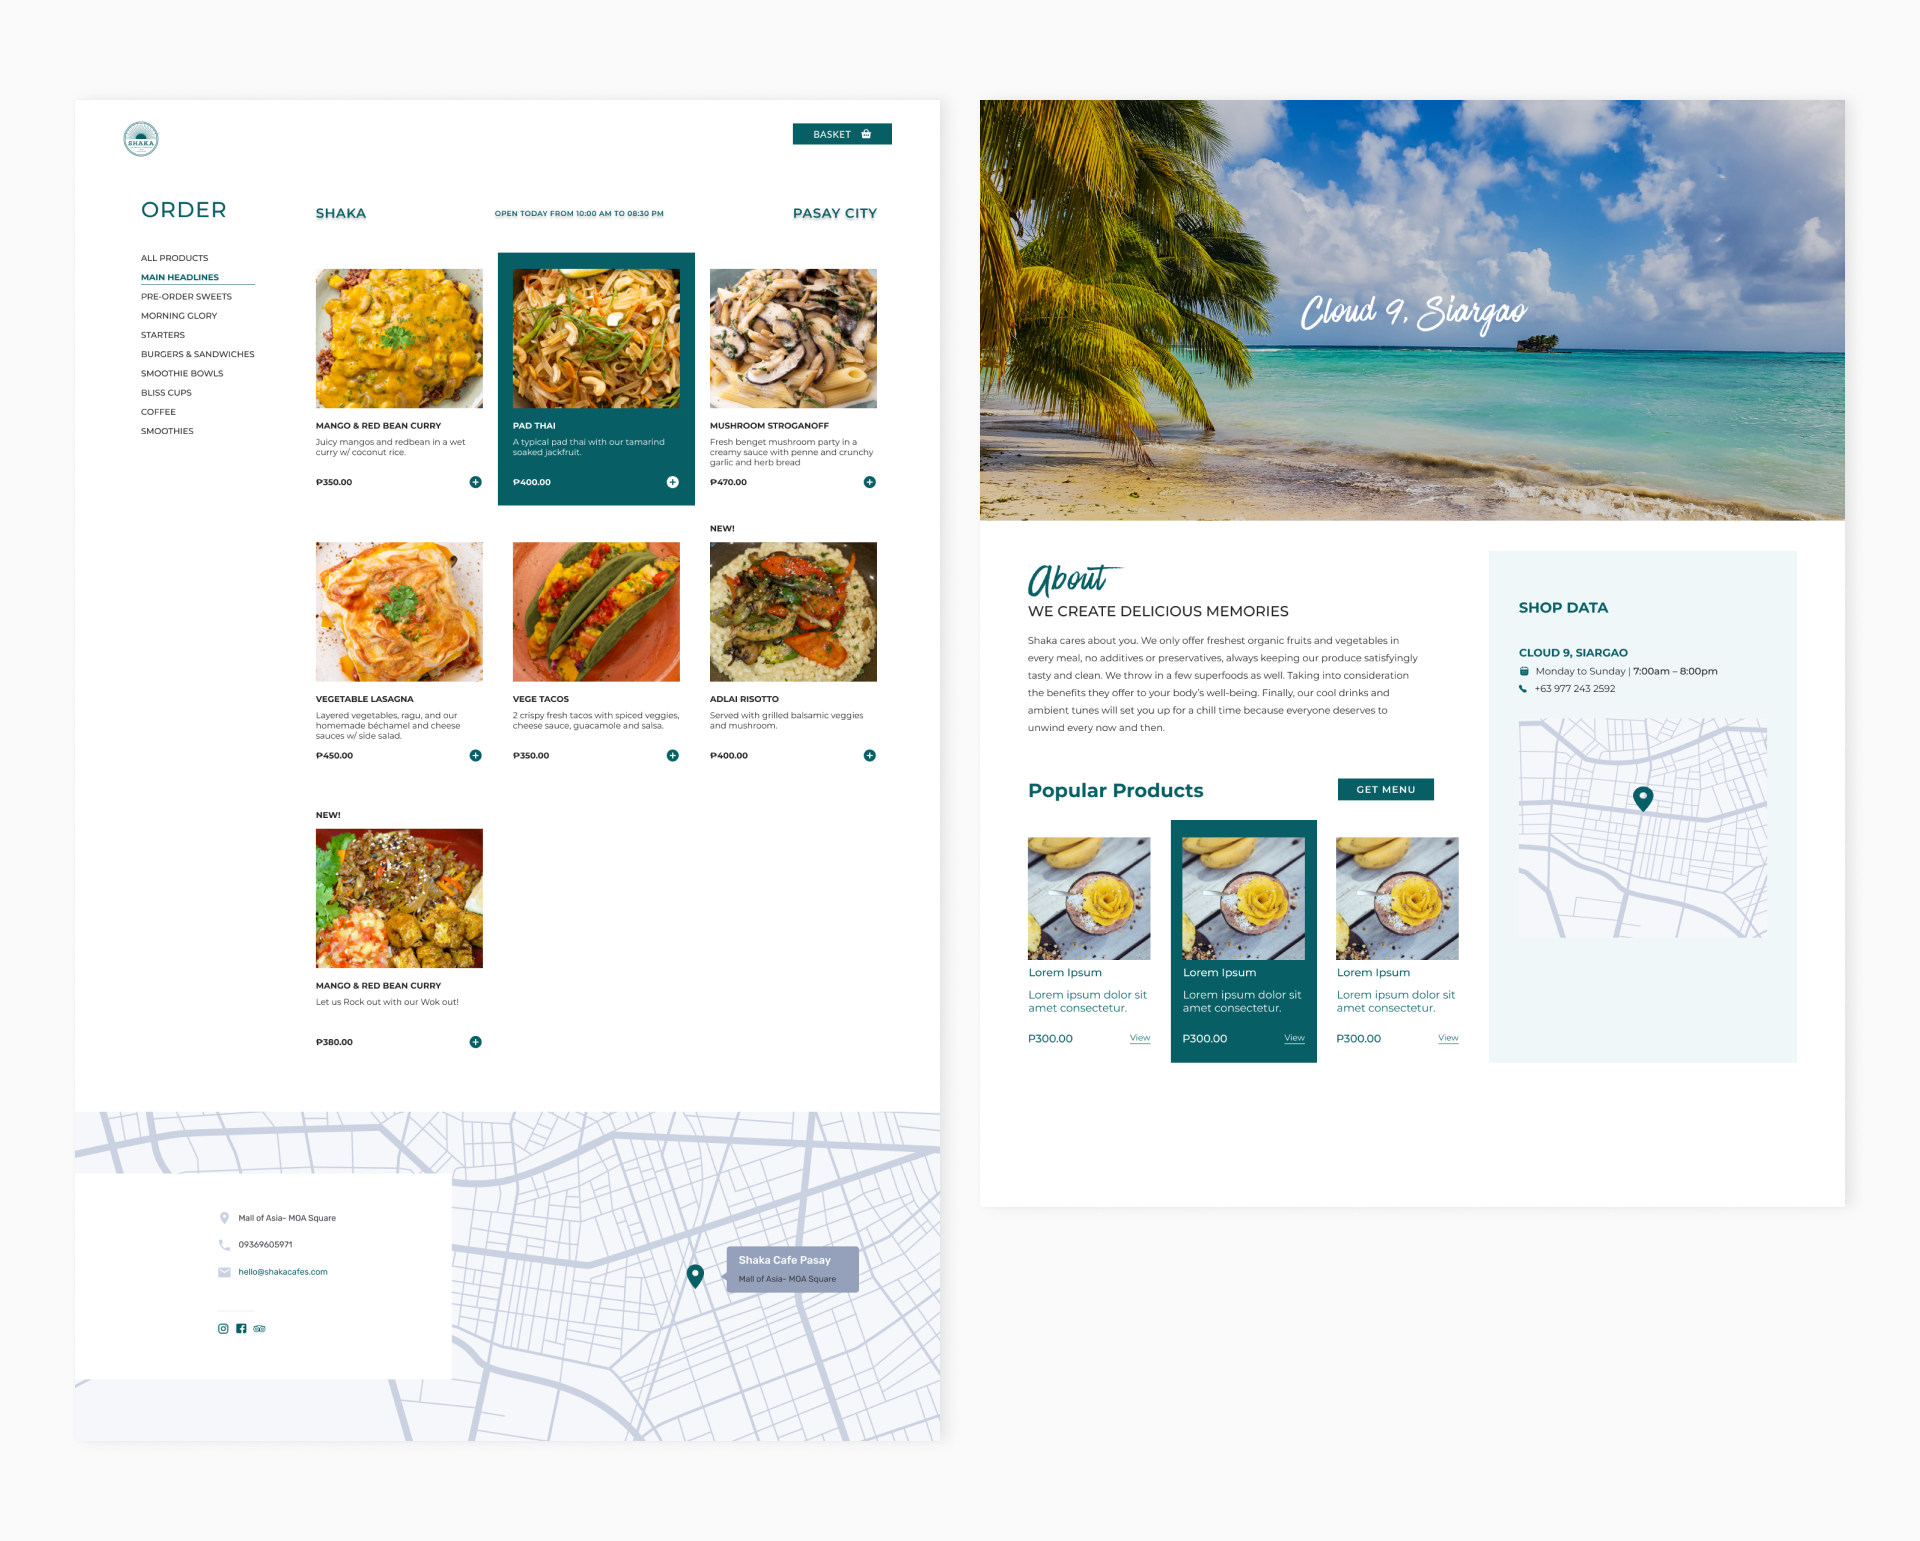 SHAKA
BASKET
ORDER
SHAKA
OPEN TODAY FROM 10:00 AM TO 08:30 PM
PASAY CITY
ALL PRODUCTS
MAIN HEADLINES
PRE-ORDER SWEETS
MORNING GLORY
STARTERS
BURGERS & SANDWICHES
SMOOTHIE BOWLS
BLISS CUPS
COFFEE
SMOOTHIES
MANGO & RED BEAN CURRY
Juicy mangos and redbean in a wet
curry w/ coconut rice.
₱350.00
PAD THAI
A typical pad thai with our tamarind
soaked jackfruit.
₱400.00
MUSHROOM STROGANOFF
Fresh benget mushroom party in a
creamy sauce with penne and crunchy
garlic and herb bread
₱470.00
VEGETABLE LASAGNA
Layered vegetables, ragu, and our
homemade béchamel and cheese
sauces w/ side salad.
₱450.00
VEGE TACOS
2 crispy fresh tacos with spiced veggies,
cheese sauce, guacamole and salsa.
₱350.00
NEW!
ADLAI RISOTTO
Served with grilled balsamic veggies
and mushroom.
₱400.00
NEW!
MANGO & RED BEAN CURRY
Let us Rock out with our Wok out!
₱380.00
Mall of Asia- MOA Square
09369605971
hello@shakacafes.com
Shaka Cafe Pasay
Mall of Asia- MOA Square
Cloud 9, Siargao
About
WE CREATE DELICIOUS MEMORIES
Shaka cares about you. We only offer freshest organic fruits and vegetables in
every meal, no additives or preservatives, always keeping our produce satisfyingly
tasty and clean. We throw in a few superfoods as well. Taking into consideration
the benefits they offer to your body's well-being. Finally, our cool drinks and
ambient tunes will set you up for a chill time because everyone deserves to
unwind every now and then.
Popular Products
GET MENU
Lorem Ipsum
Lorem ipsum dolor sit
amet consectetur.
P300.00
View
Lorem Ipsum
Lorem ipsum dolor sit
amet consectetur.
P300.00
View
Lorem Ipsum
Lorem ipsum dolor sit
amet consectetur.
P300.00
View
SHOP DATA
CLOUD 9, SIARGAO
Monday to Sunday | 7:00am – 8:00pm
+63 977 243 2592